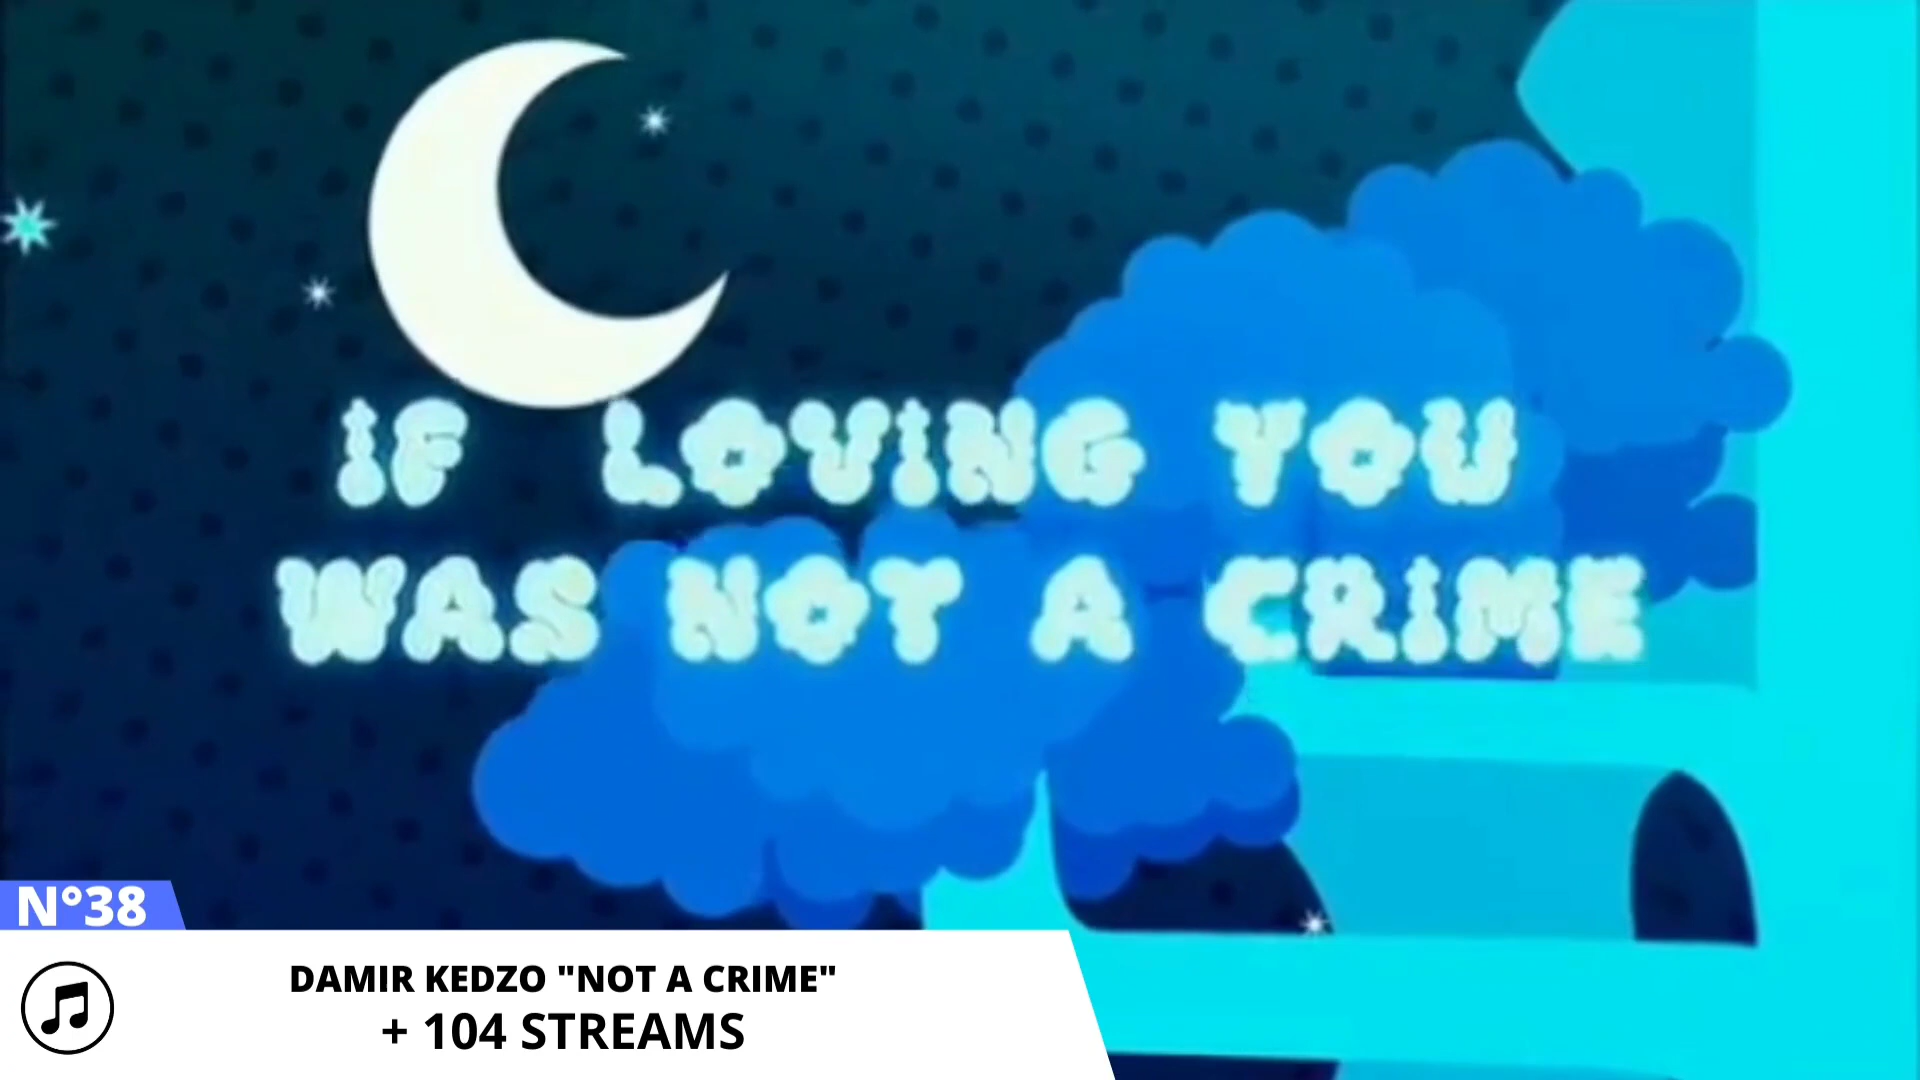 IF LOVING YOU
WAS NOT A CRIME
N°38
DAMIR KEDZO "NOT A CRIME"
+ 104 STREAMS